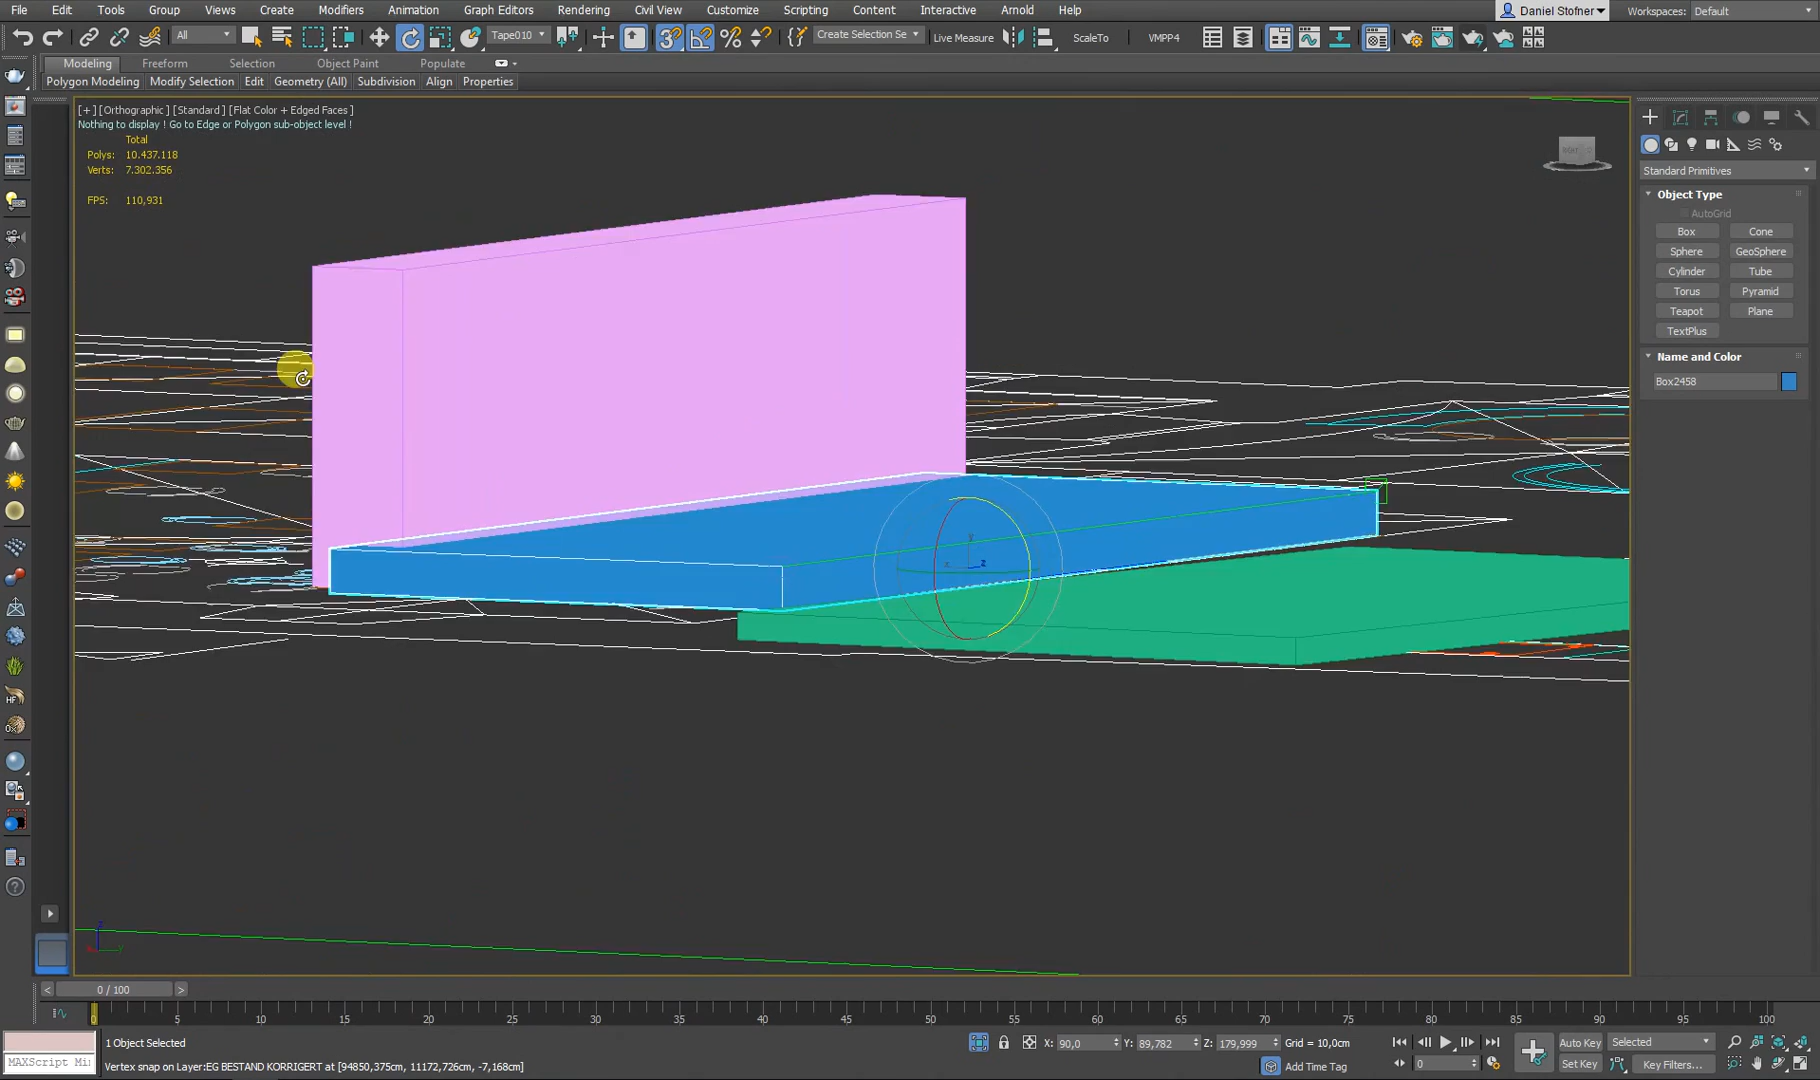 File Edit Tools Group Views Create Modifiers Animation Graph Editors Rendering Civil View Customize Scripting Content Interactive Arnold Help Daniel Stofner Workspaces: Default
All Tape010 Create Selection Se Live Measure ScaleTo VMPP4
Modeling Freeform Selection Object Paint Populate
Polygon Modeling Modify Selection Edit Geometry (All) Subdivision Align Properties
[+] [Orthographic ] [Standard ] [Flat Color + Edged Faces ]
Nothing to display ! Go to Edge or Polygon sub-object level !
Total
Polys: 10.437.118
Verts: 7.302.356
FPS: 110,931
Standard Primitives
Object Type
AutoGrid
Box Cone
Sphere GeoSphere
Cylinder Tube
Torus Pyramid
Teapot Plane
TextPlus
Name and Color
Box2458
0 / 100
0 5 10 15 20 25 30 35 40 45 50 55 60 65 70 75 80 85 90 95 100
1 Object Selected X: 90,0 Y: 89,782 Z: 179,999 Grid = 10,0cm Auto Key Selected
MAXScript Mi Vertex snap on Layer:EG BESTAND KORRIGERT at [94850,375cm, 11172,726cm, -7,168cm] Add Time Tag 0 Set Key Key Filters...